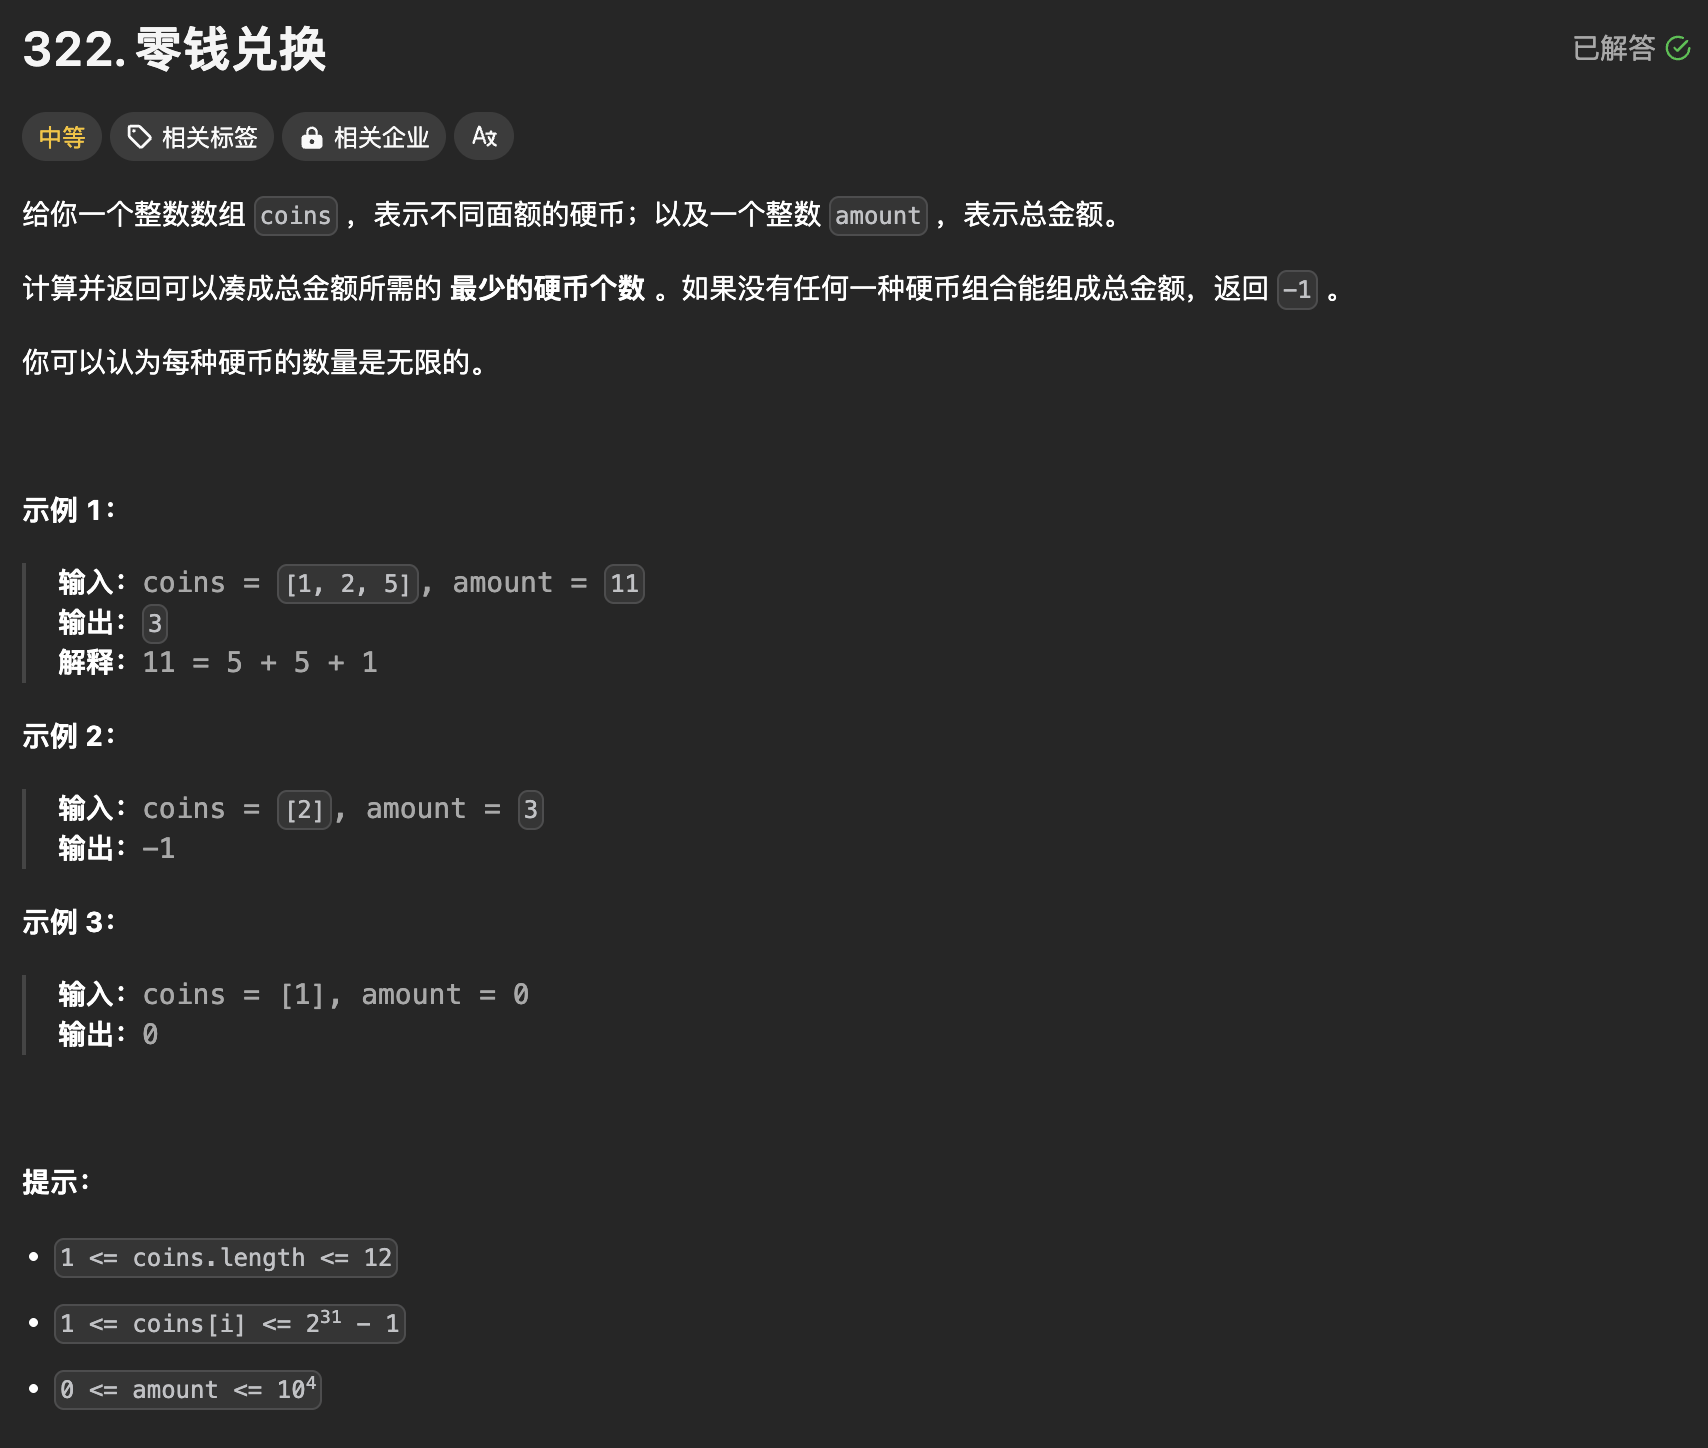 322. 零钱兑换
已解答
中等
相关标签
相关企业
给你一个整数数组 coins ，表示不同面额的硬币；以及一个整数 amount ，表示总金额。
计算并返回可以凑成总金额所需的 最少的硬币个数 。如果没有任何一种硬币组合能组成总金额，返回 -1 。
你可以认为每种硬币的数量是无限的。
示例 1：
输入：coins = [1, 2, 5], amount = 11
输出：3
解释：11 = 5 + 5 + 1
示例 2：
输入：coins = [2], amount = 3
输出：-1
示例 3：
输入：coins = [1], amount = 0
输出：0
提示：
• 1 <= coins.length <= 12
• 1 <= coins[i] <= 2³¹ - 1
• 0 <= amount <= 10⁴